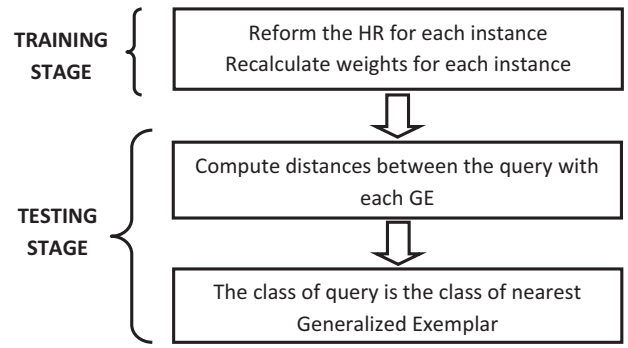 TRAINING
STAGE
Reform the HR for each instance
Recalculate weights for each instance
TESTING
STAGE
Compute distances between the query with
each GE
The class of query is the class of nearest
Generalized Exemplar